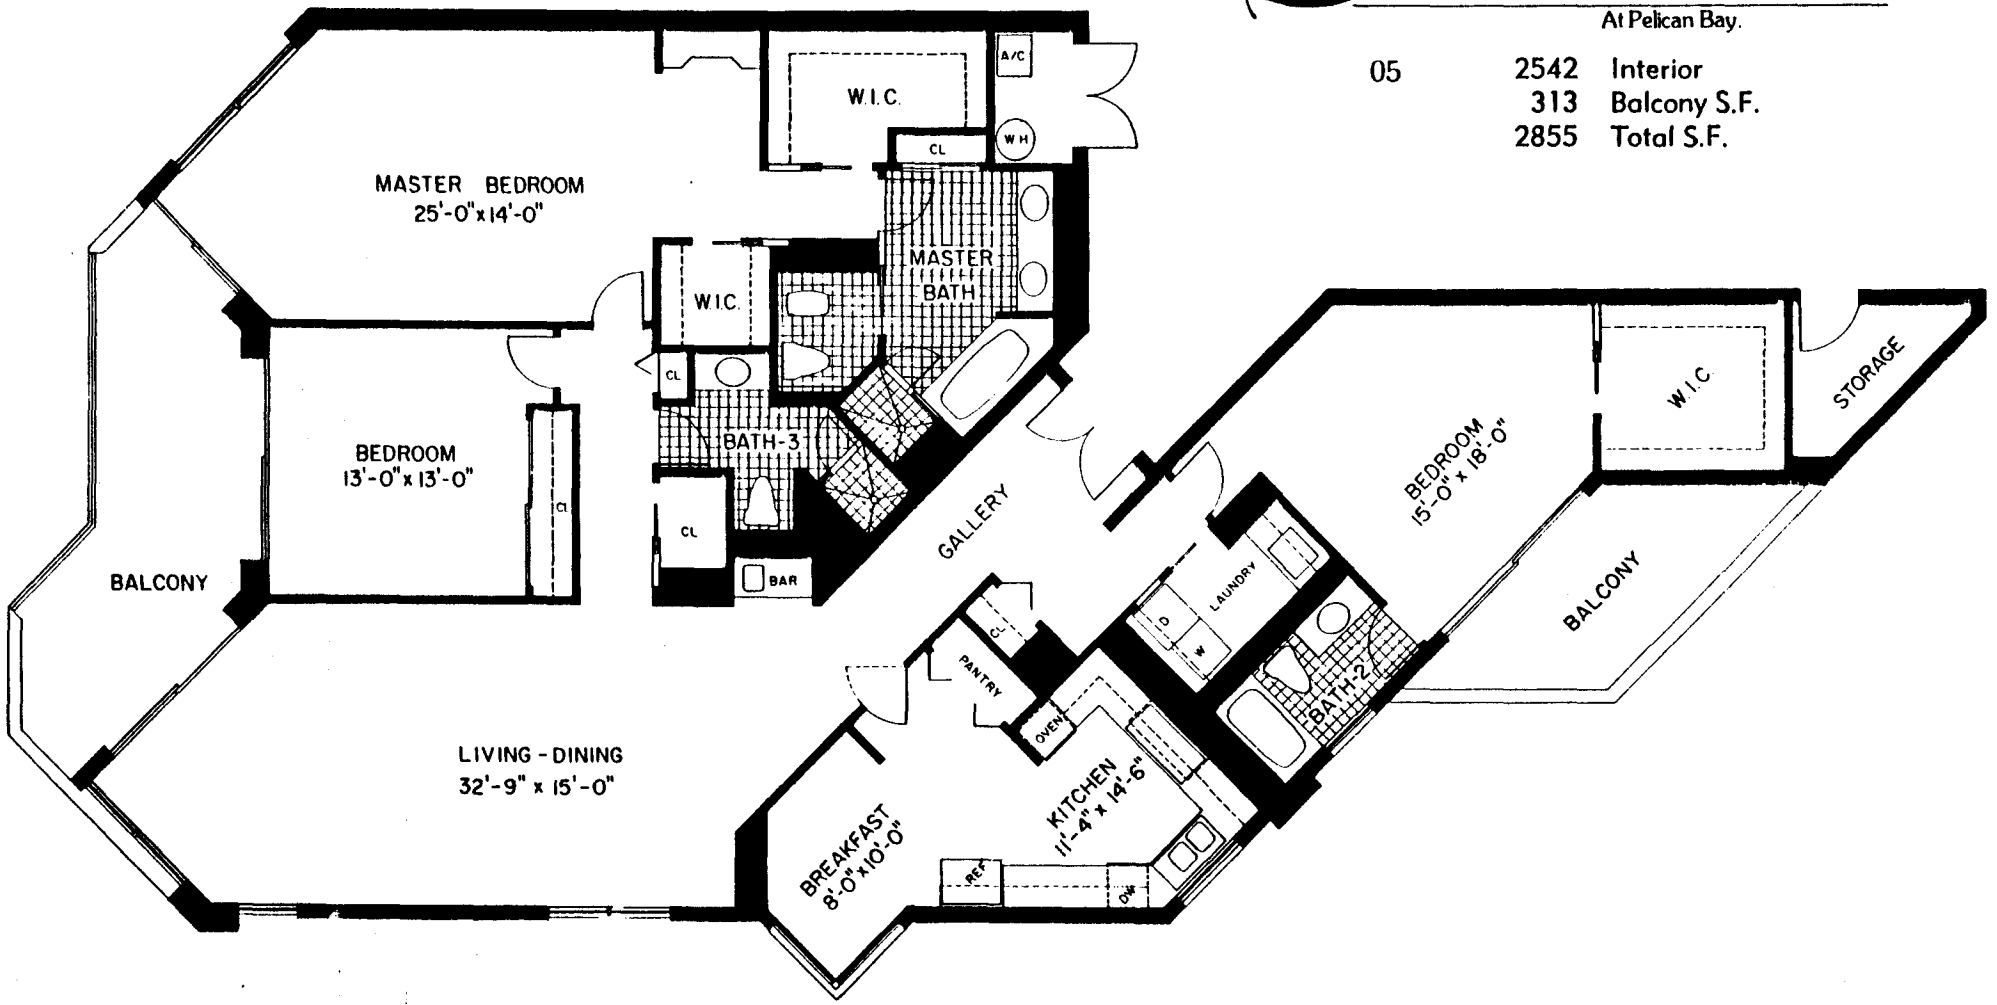 At Pelican Bay.
05 2542 Interior
313 Balcony S.F.
2855 Total S.F.
A/C
W.I.C.
WH
CL
MASTER BEDROOM
25'-0" x 14'-0"
MASTER
BATH
W.I.C.
CL
BATH-3
BEDROOM
13'-0" x 13'-0"
CL
CL
BAR
BALCONY
GALLERY
BEDROOM
15'-0" x 18'-0"
W.I.C.
STORAGE
BALCONY
LAUNDRY
D
W
BATH-2
CL
PANTRY
OVEN
LIVING - DINING
32'-9" x 15'-0"
KITCHEN
11'-4" x 14'-6"
BREAKFAST
8'-0" x 10'-0"
REF
DW